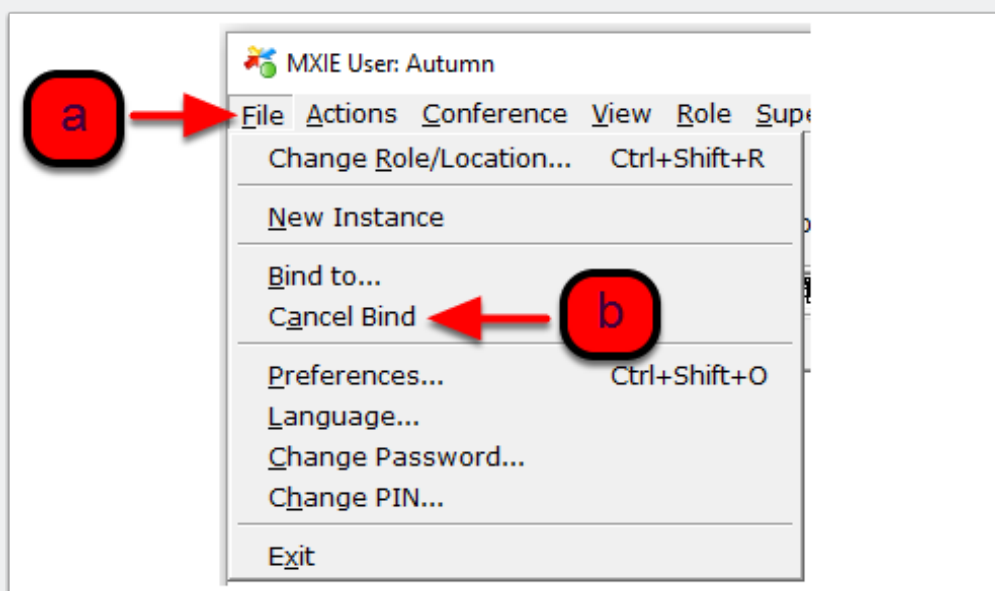 MXIE User: Autumn
a
File Actions Conference View Role Supe
Change Role/Location... Ctrl+Shift+R
New Instance
Bind to...
Cancel Bind
b
Preferences... Ctrl+Shift+O
Language...
Change Password...
Change PIN...
Exit